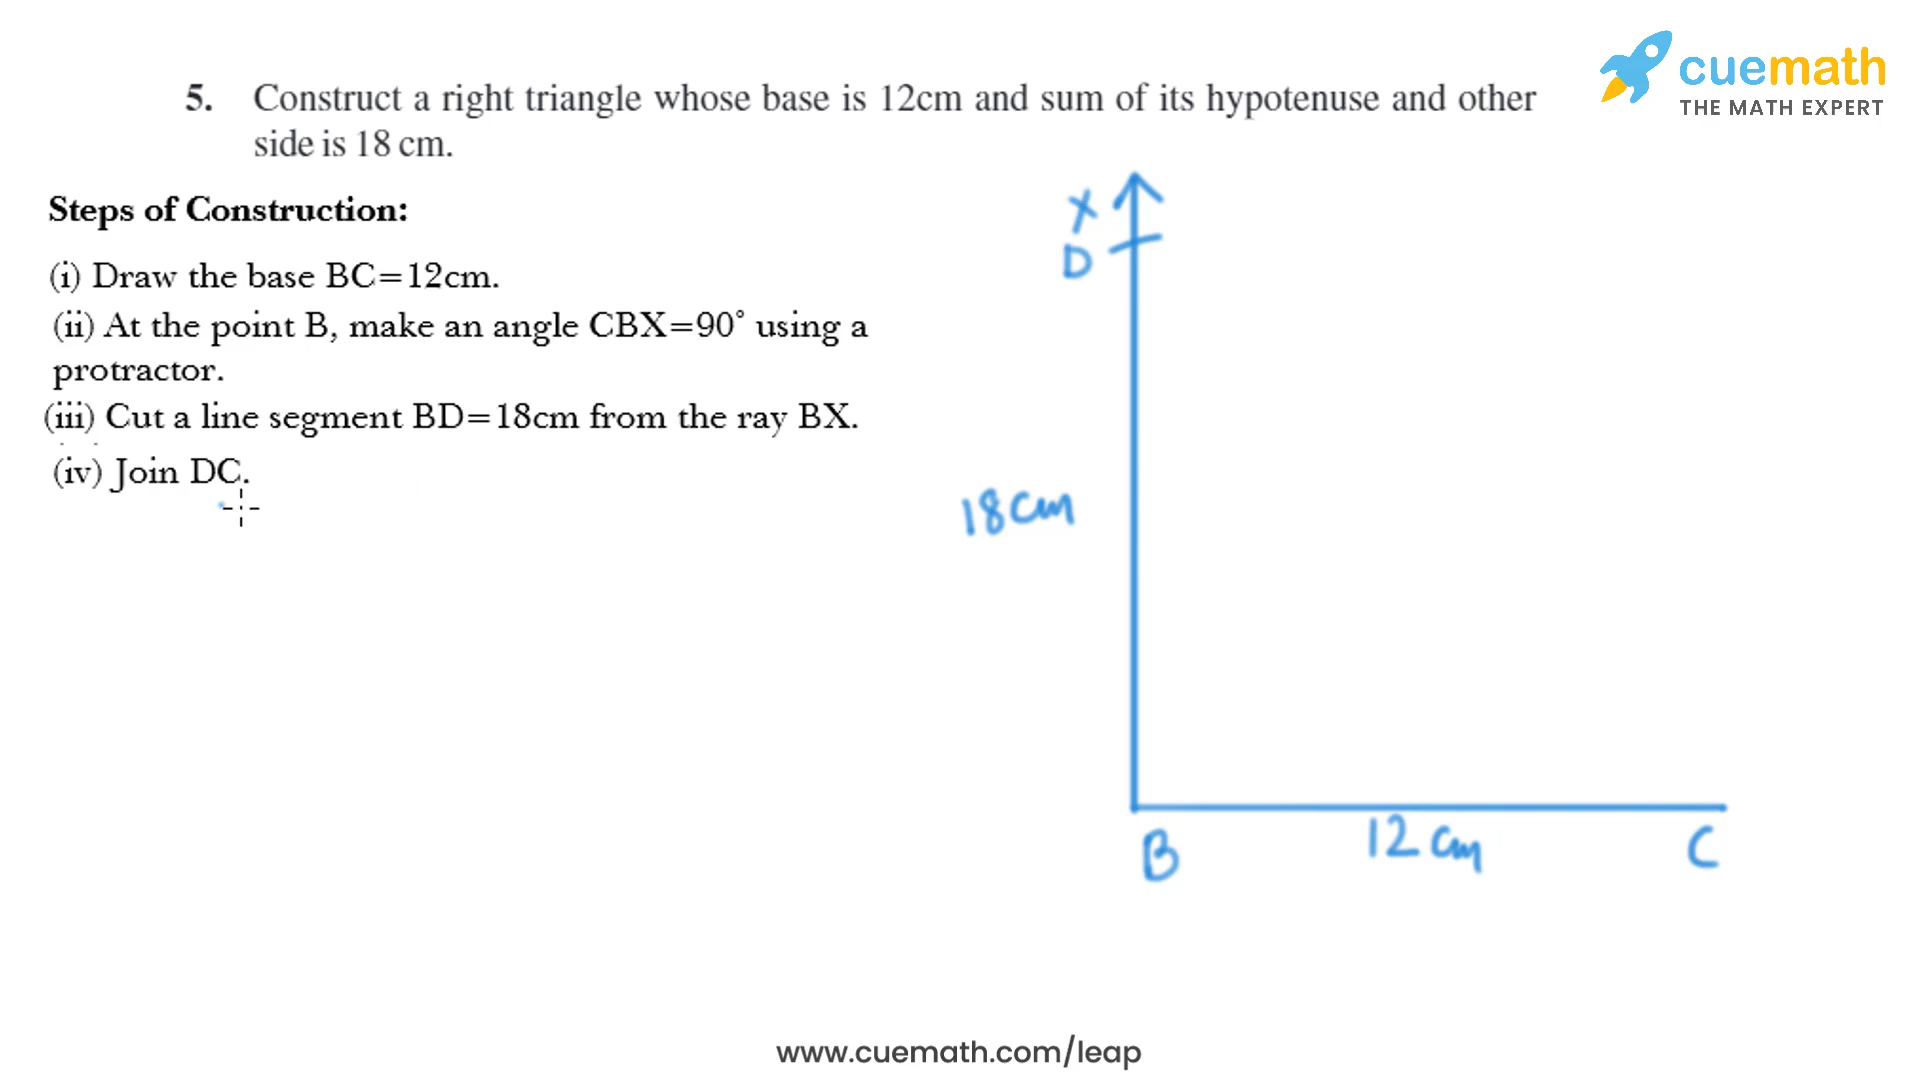 cuemath
THE MATH EXPERT
5. Construct a right triangle whose base is 12cm and sum of its hypotenuse and other
side is 18 cm.
Steps of Construction:
(i) Draw the base BC=12cm.
(ii) At the point B, make an angle CBX=90° using a
protractor.
(iii) Cut a line segment BD=18cm from the ray BX.
(iv) Join DC.
X
D
18cm
B
12 cm
C
www.cuemath.com/leap